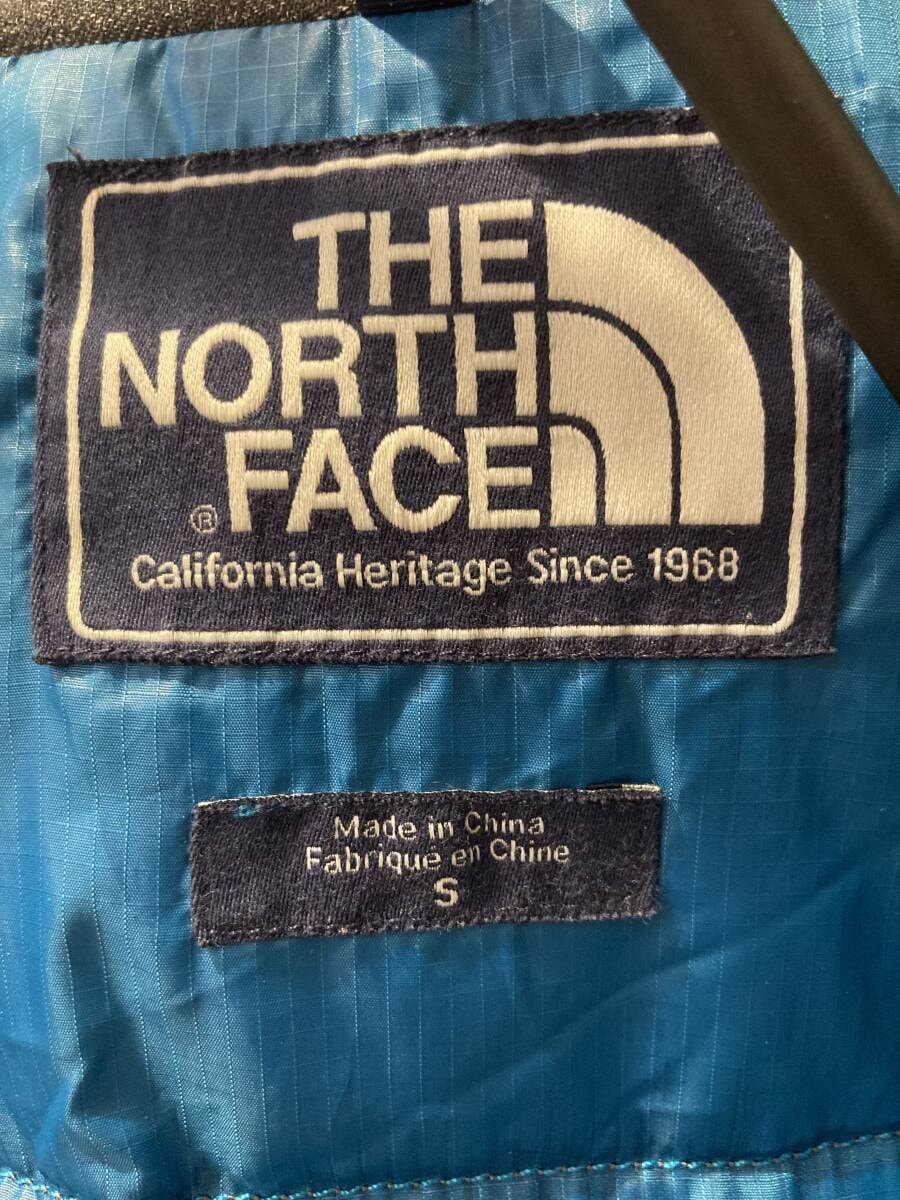 THE
NORTH
FACE
®
California Heritage Since 1968
Made in China
Fabriqué en Chine
S